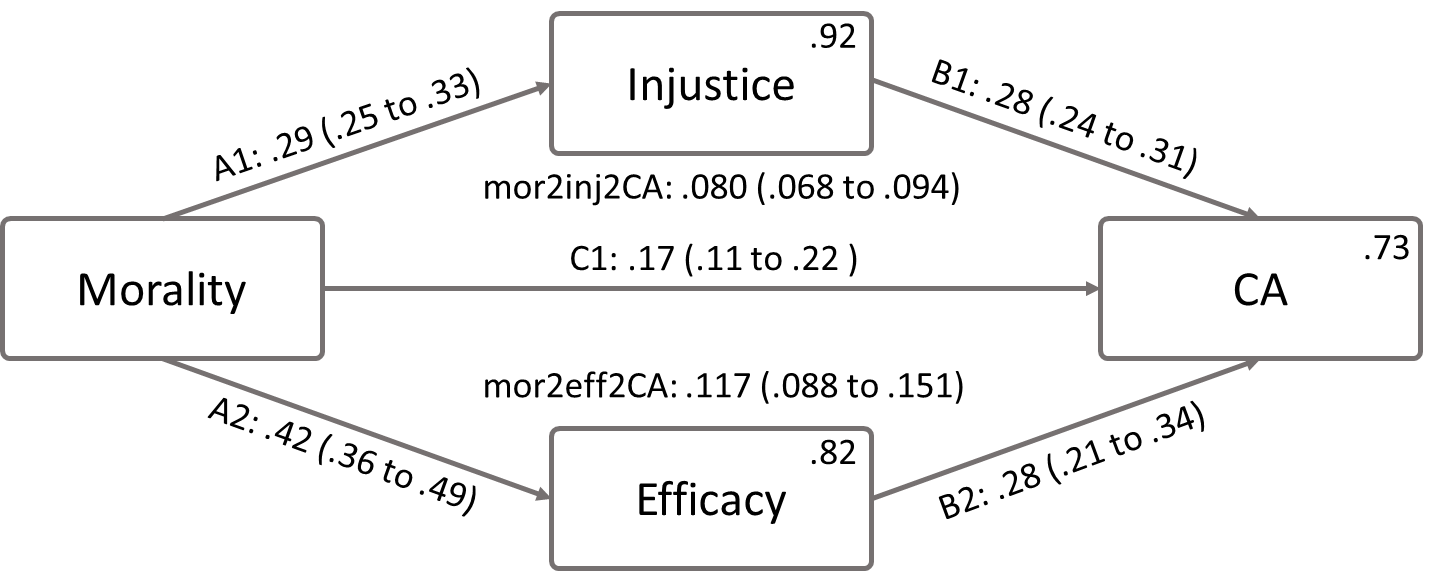 .92
Injustice
A1: .29 (.25 to .33)
B1: .28 (.24 to .31)
mor2inj2CA: .080 (.068 to .094)
Morality
C1: .17 (.11 to .22 )
.73
CA
mor2eff2CA: .117 (.088 to .151)
A2: .42 (.36 to .49)
.82
Efficacy
B2: .28 (.21 to .34)